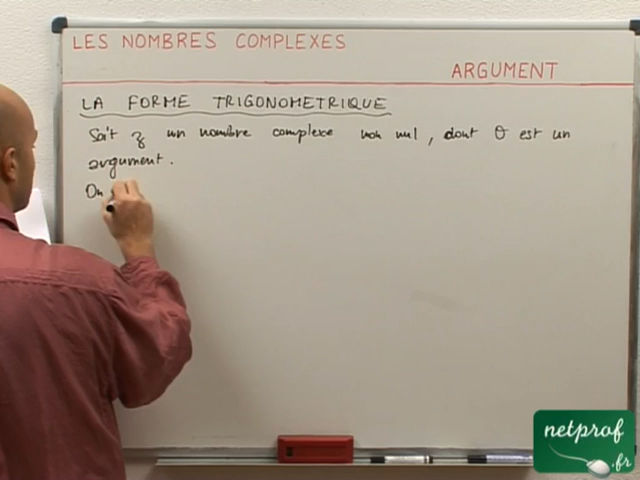 LES NOMBRES COMPLEXES
ARGUMENT
LA FORME TRIGONOMETRIQUE
Soit z un nombre complexe non nul, dont θ est un
argument.
On
netprof
.fr